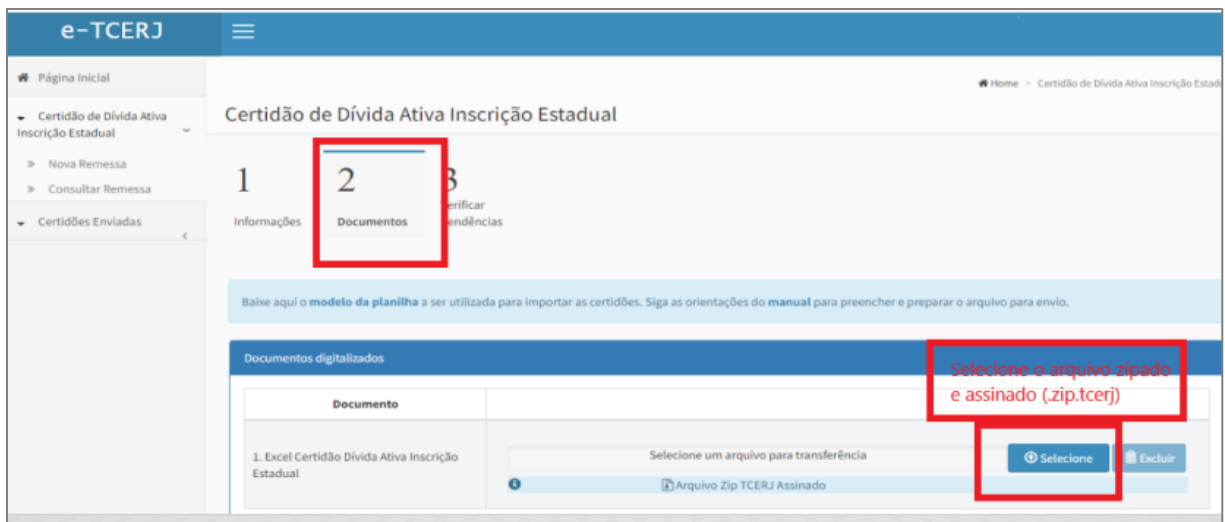 e-TCERJ
Página Inicial
Home > Certidão de Dívida Ativa Inscrição Estad
Certidão de Dívida Ativa
Inscrição Estadual
Certidão de Dívida Ativa Inscrição Estadual
» Nova Remessa
» Consultar Remessa
Certidões Enviadas
1
Informações
2
Documentos
3
erificar
endências
Baixe aqui o modelo da planilha a ser utilizada para importar as certidões. Siga as orientações do manual para preencher e preparar o arquivo para envio.
Documentos digitalizados
Selecione o arquivo zipado
e assinado (.zip.tcerj)
Documento
1. Excel Certidão Dívida Ativa Inscrição
Estadual
Selecione um arquivo para transferência
Selecione
Excluir
Arquivo Zip TCERJ Assinado